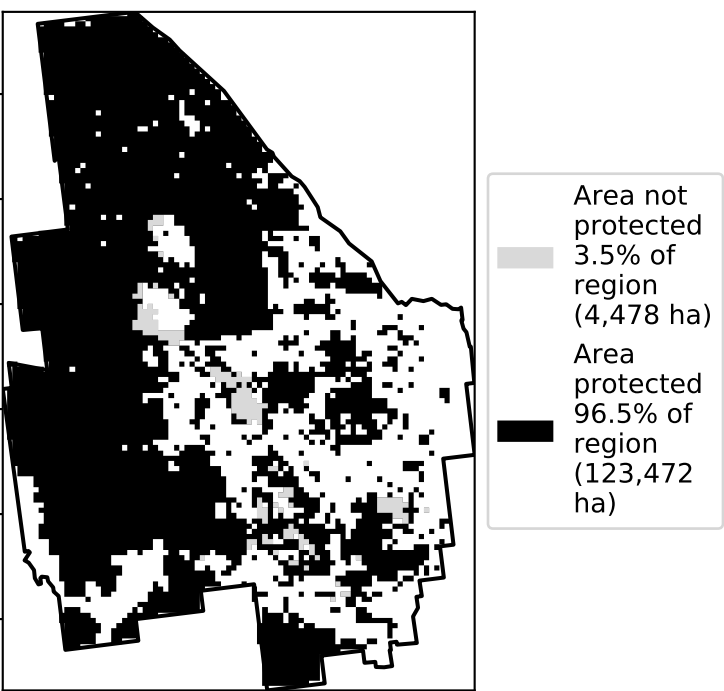 Area not
protected
3.5% of
region
(4,478 ha)
Area
protected
96.5% of
region
(123,472
ha)